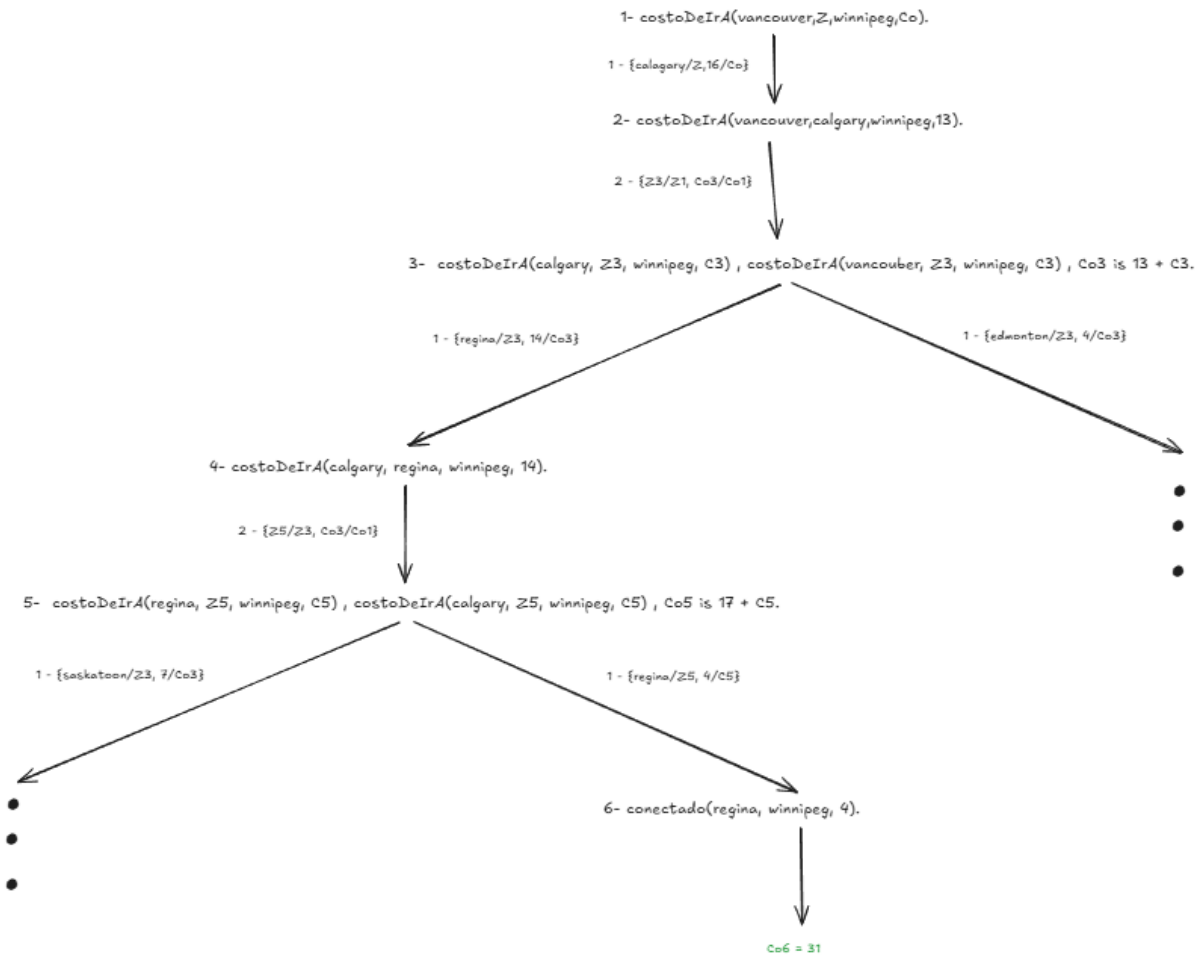 1- costoDeIrA(vancouver,Z,winnipeg,Co).
1 - {calagary/Z,16/Co}
2- costoDeIrA(vancouver,calgary,winnipeg,13).
2 - {Z3/Z1, Co3/Co1}
3- costoDeIrA(calgary, Z3, winnipeg, C3) , costoDeIrA(vancouber, Z3, winnipeg, C3) , Co3 is 13 + C3.
1 - {regina/Z3, 14/Co3}
1 - {edmonton/Z3, 4/Co3}
4- costoDeIrA(calgary, regina, winnipeg, 14).
2 - {Z5/Z3, Co3/Co1}
5- costoDeIrA(regina, Z5, winnipeg, C5) , costoDeIrA(calgary, Z5, winnipeg, C5) , Co5 is 17 + C5.
1 - {saskatoon/Z3, 7/Co3}
1 - {regina/Z5, 4/C5}
6- conectado(regina, winnipeg, 4).
Co6 = 31